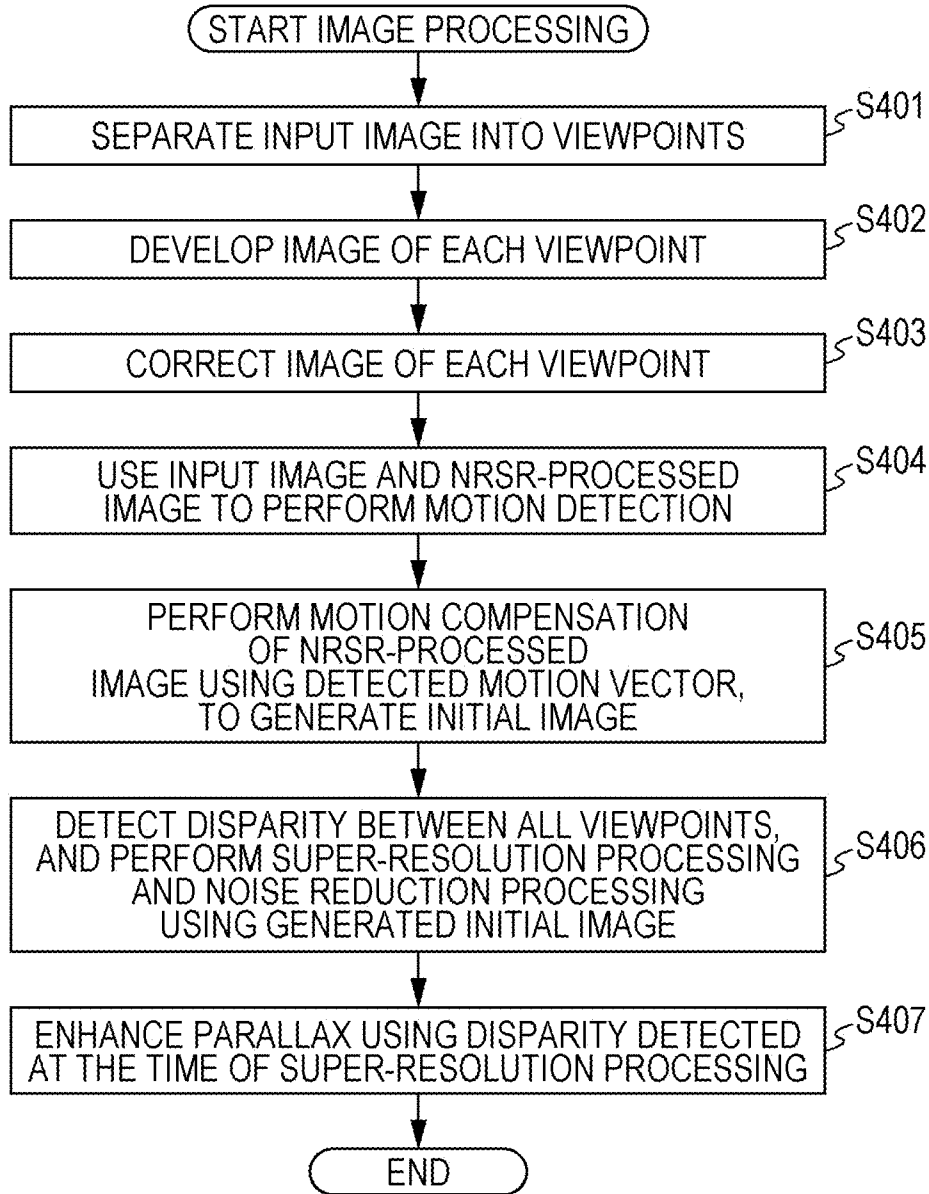 START IMAGE PROCESSING
S401
SEPARATE INPUT IMAGE INTO VIEWPOINTS
S402
DEVELOP IMAGE OF EACH VIEWPOINT
S403
CORRECT IMAGE OF EACH VIEWPOINT
S404
USE INPUT IMAGE AND NRSR-PROCESSED
IMAGE TO PERFORM MOTION DETECTION
S405
PERFORM MOTION COMPENSATION
OF NRSR-PROCESSED
IMAGE USING DETECTED MOTION VECTOR,
TO GENERATE INITIAL IMAGE
S406
DETECT DISPARITY BETWEEN ALL VIEWPOINTS,
AND PERFORM SUPER-RESOLUTION PROCESSING
AND NOISE REDUCTION PROCESSING
USING GENERATED INITIAL IMAGE
S407
ENHANCE PARALLAX USING DISPARITY DETECTED
AT THE TIME OF SUPER-RESOLUTION PROCESSING
END